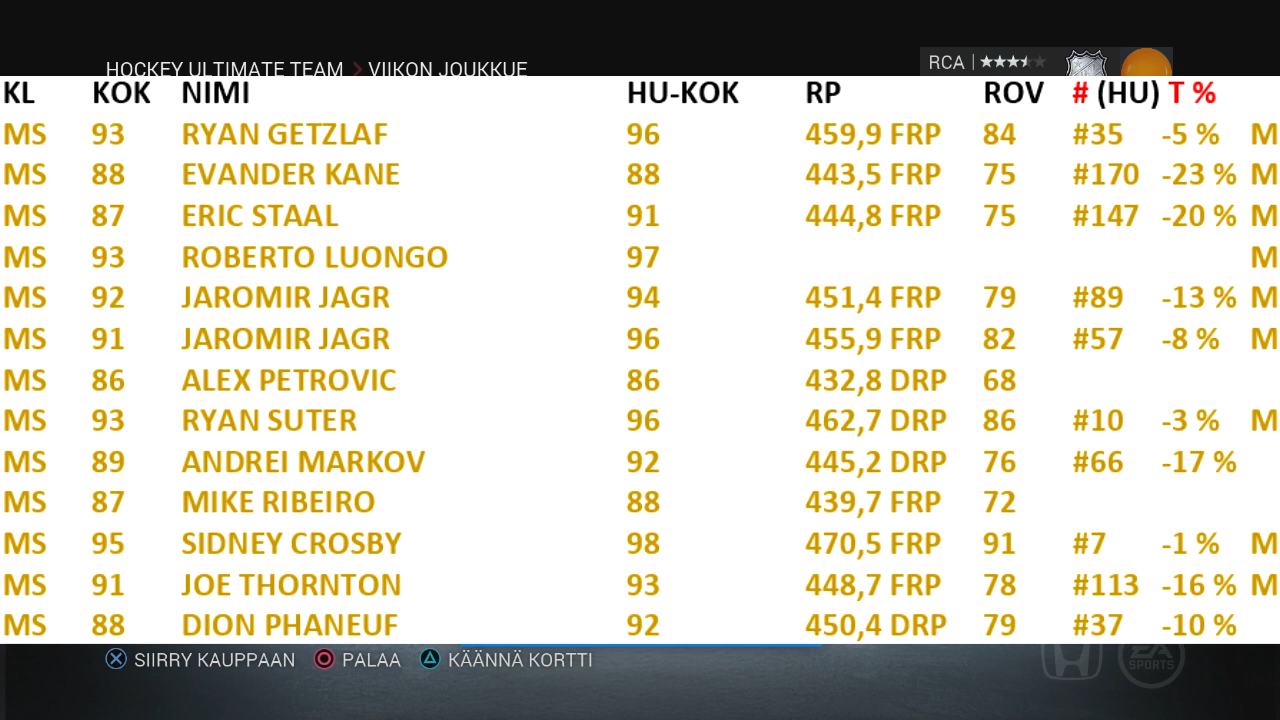 HOCKEY ULTIMATE TEAM > VIIKON JOUKKUE
RCA
KL KOK NIMI HU-KOK RP ROV # (HU) T %
MS 93 RYAN GETZLAF 96 459,9 FRP 84 #35 -5 % M
MS 88 EVANDER KANE 88 443,5 FRP 75 #170 -23 % M
MS 87 ERIC STAAL 91 444,8 FRP 75 #147 -20 % M
MS 93 ROBERTO LUONGO 97 M
MS 92 JAROMIR JAGR 94 451,4 FRP 79 #89 -13 % M
MS 91 JAROMIR JAGR 96 455,9 FRP 82 #57 -8 % M
MS 86 ALEX PETROVIC 86 432,8 DRP 68
MS 93 RYAN SUTER 96 462,7 DRP 86 #10 -3 % M
MS 89 ANDREI MARKOV 92 445,2 DRP 76 #66 -17 %
MS 87 MIKE RIBEIRO 88 439,7 FRP 72
MS 95 SIDNEY CROSBY 98 470,5 FRP 91 #7 -1 % M
MS 91 JOE THORNTON 93 448,7 FRP 78 #113 -16 % M
MS 88 DION PHANEUF 92 450,4 DRP 79 #37 -10 %
SIIRRY KAUPPAAN PALAA KÄÄNNÄ KORTTI
EA SPORTS